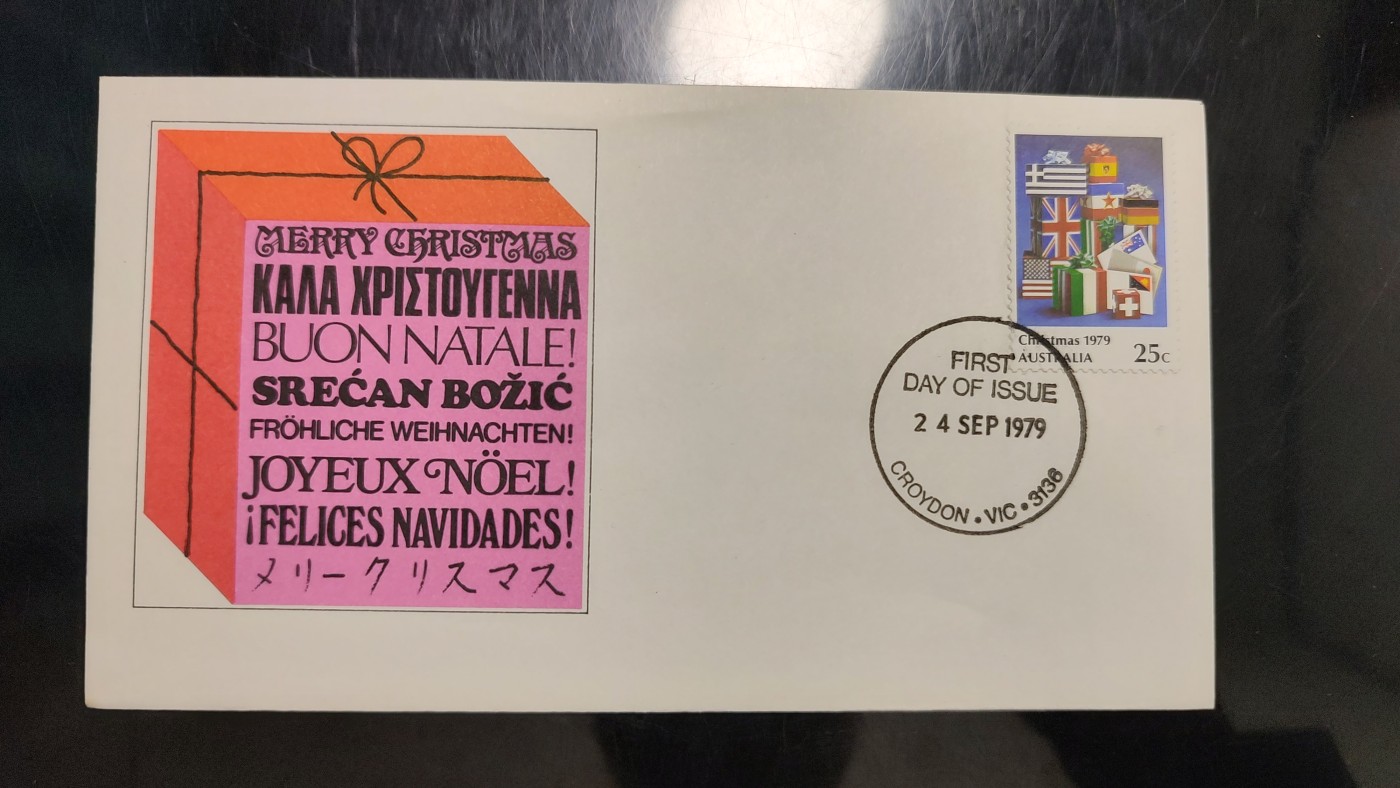 MERRY CHRISTMAS
ΚΑΛΑ ΧΡΙΣΤΟΥΓΕΝΝΑ
BUON NATALE!
SREĆAN BOŽIĆ
FRÖHLICHE WEIHNACHTEN!
JOYEUX NÖEL!
¡FELICES NAVIDADES!
メリークリスマス
Christmas 1979
AUSTRALIA 25c
FIRST
DAY OF ISSUE
24 SEP 1979
CROYDON • VIC • 3136